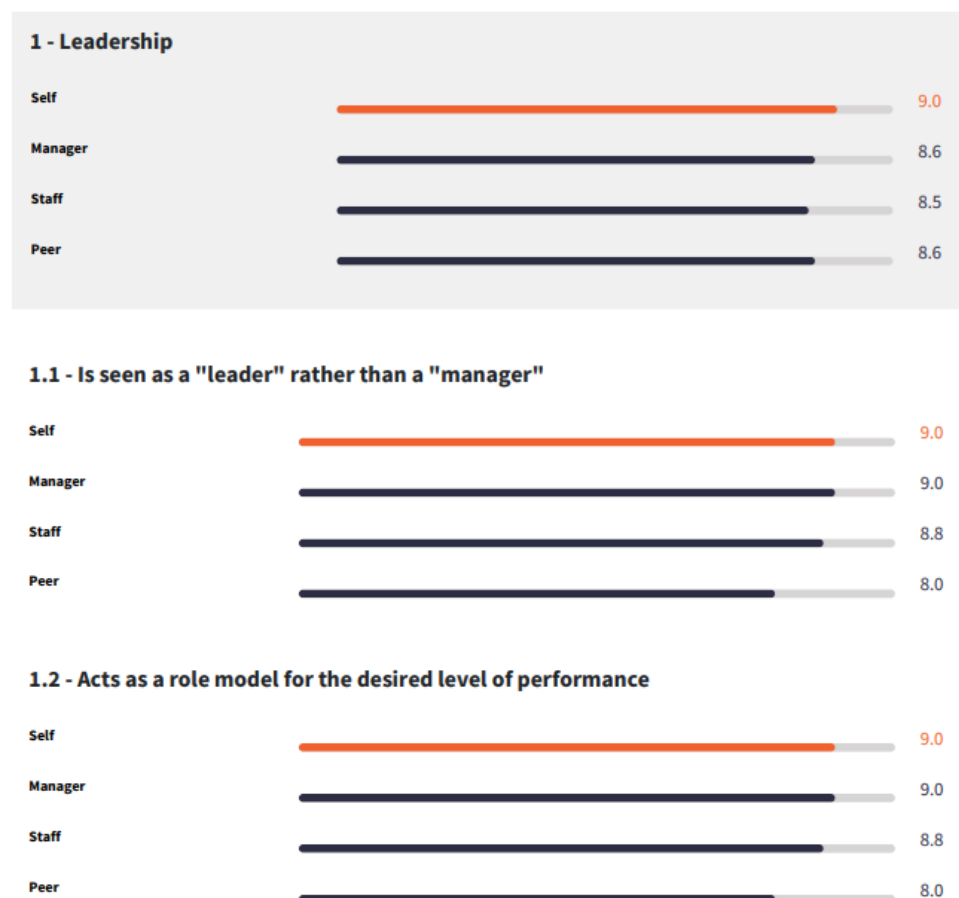 1 - Leadership
Self 9.0
Manager 8.6
Staff 8.5
Peer 8.6
1.1 - Is seen as a "leader" rather than a "manager"
Self 9.0
Manager 9.0
Staff 8.8
Peer 8.0
1.2 - Acts as a role model for the desired level of performance
Self 9.0
Manager 9.0
Staff 8.8
Peer 8.0